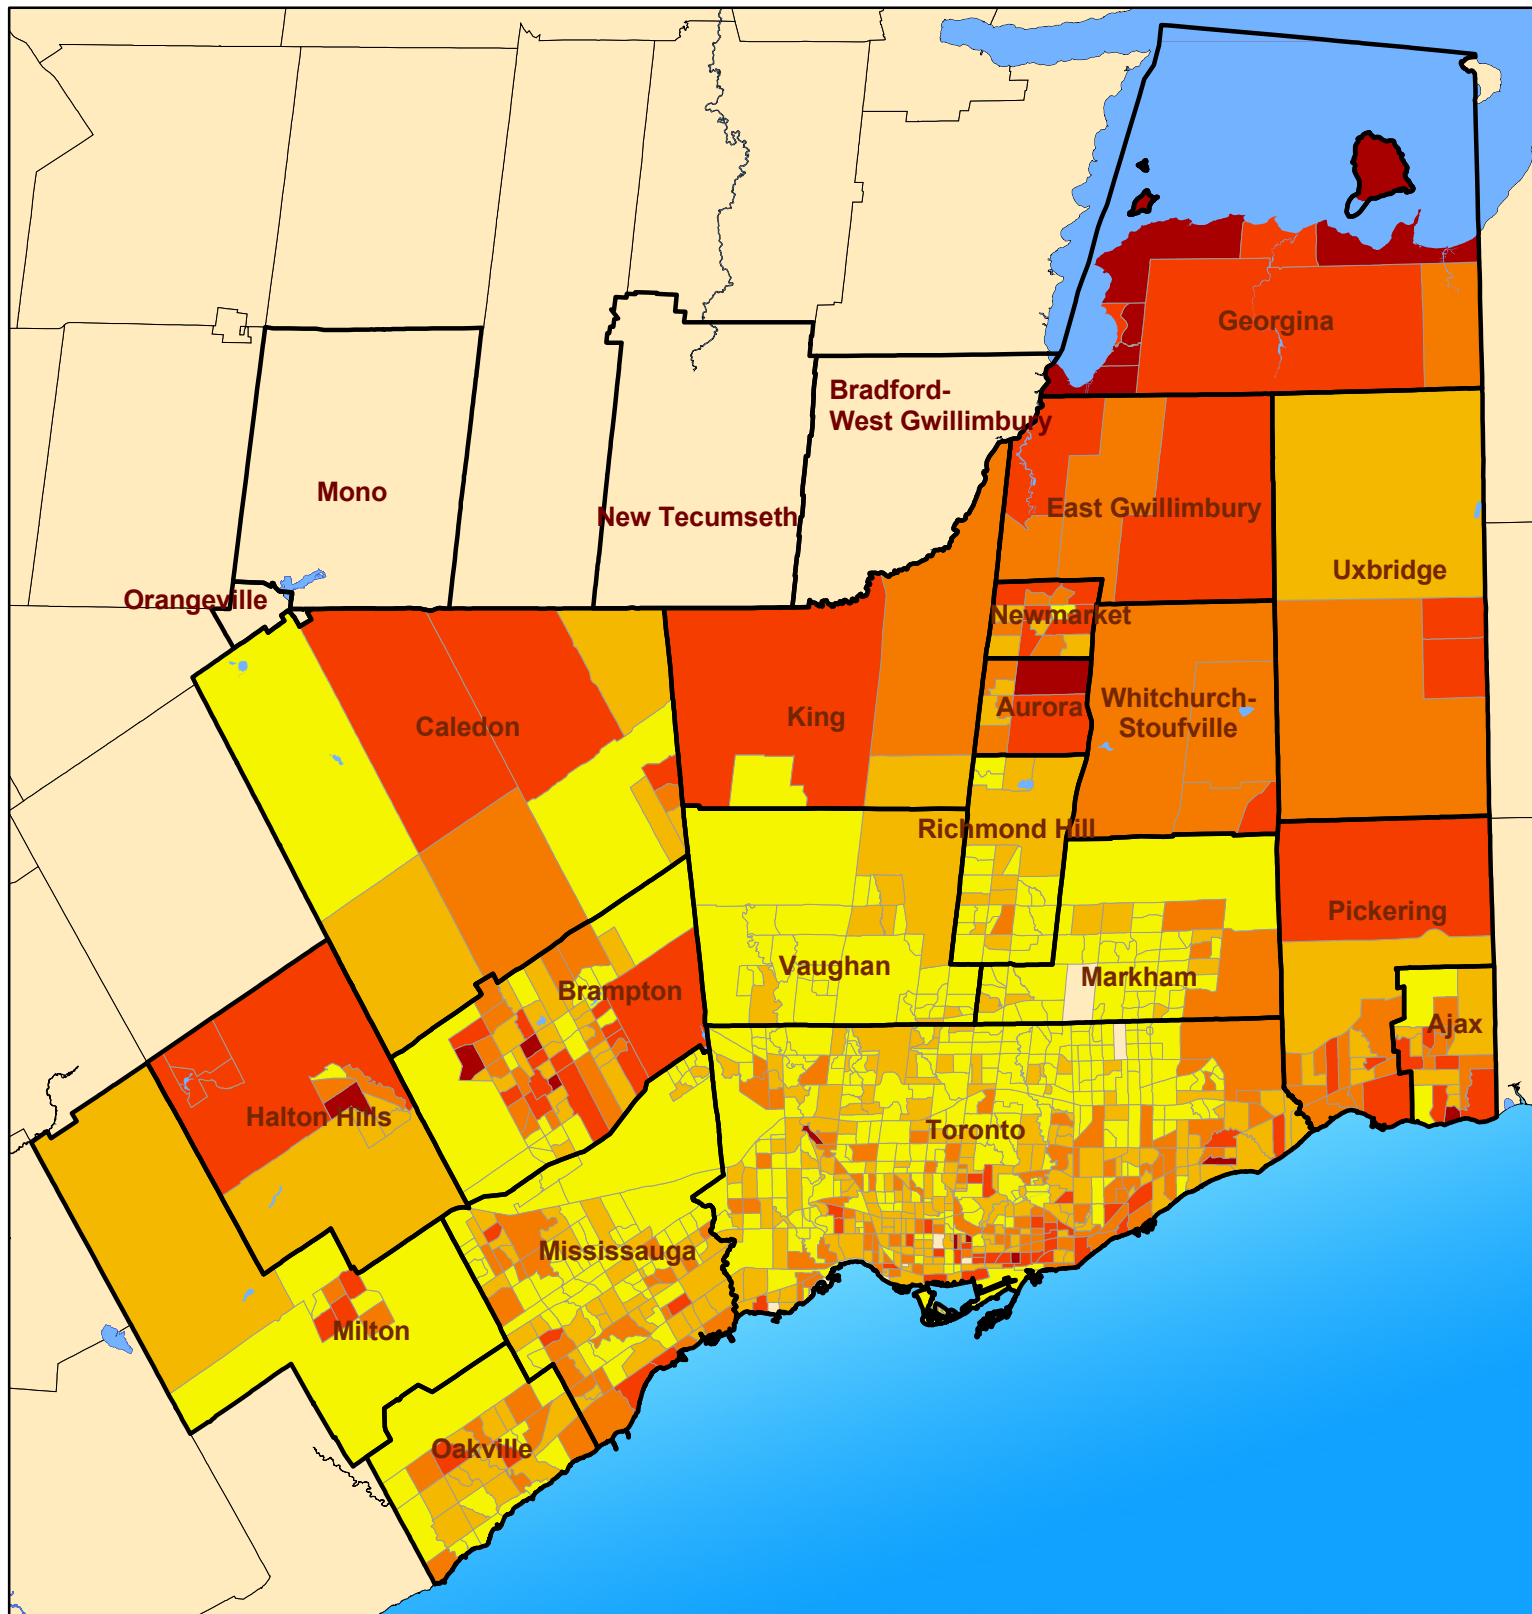 Georgina
Bradford-
West Gwillimbury
Mono
New Tecumseth
East Gwillimbury
Uxbridge
Orangeville
Newmarket
Caledon
King
Aurora
Whitchurch-
Stoufville
Richmond Hill
Pickering
Vaughan
Markham
Brampton
Ajax
Halton Hills
Toronto
Mississauga
Milton
Oakville